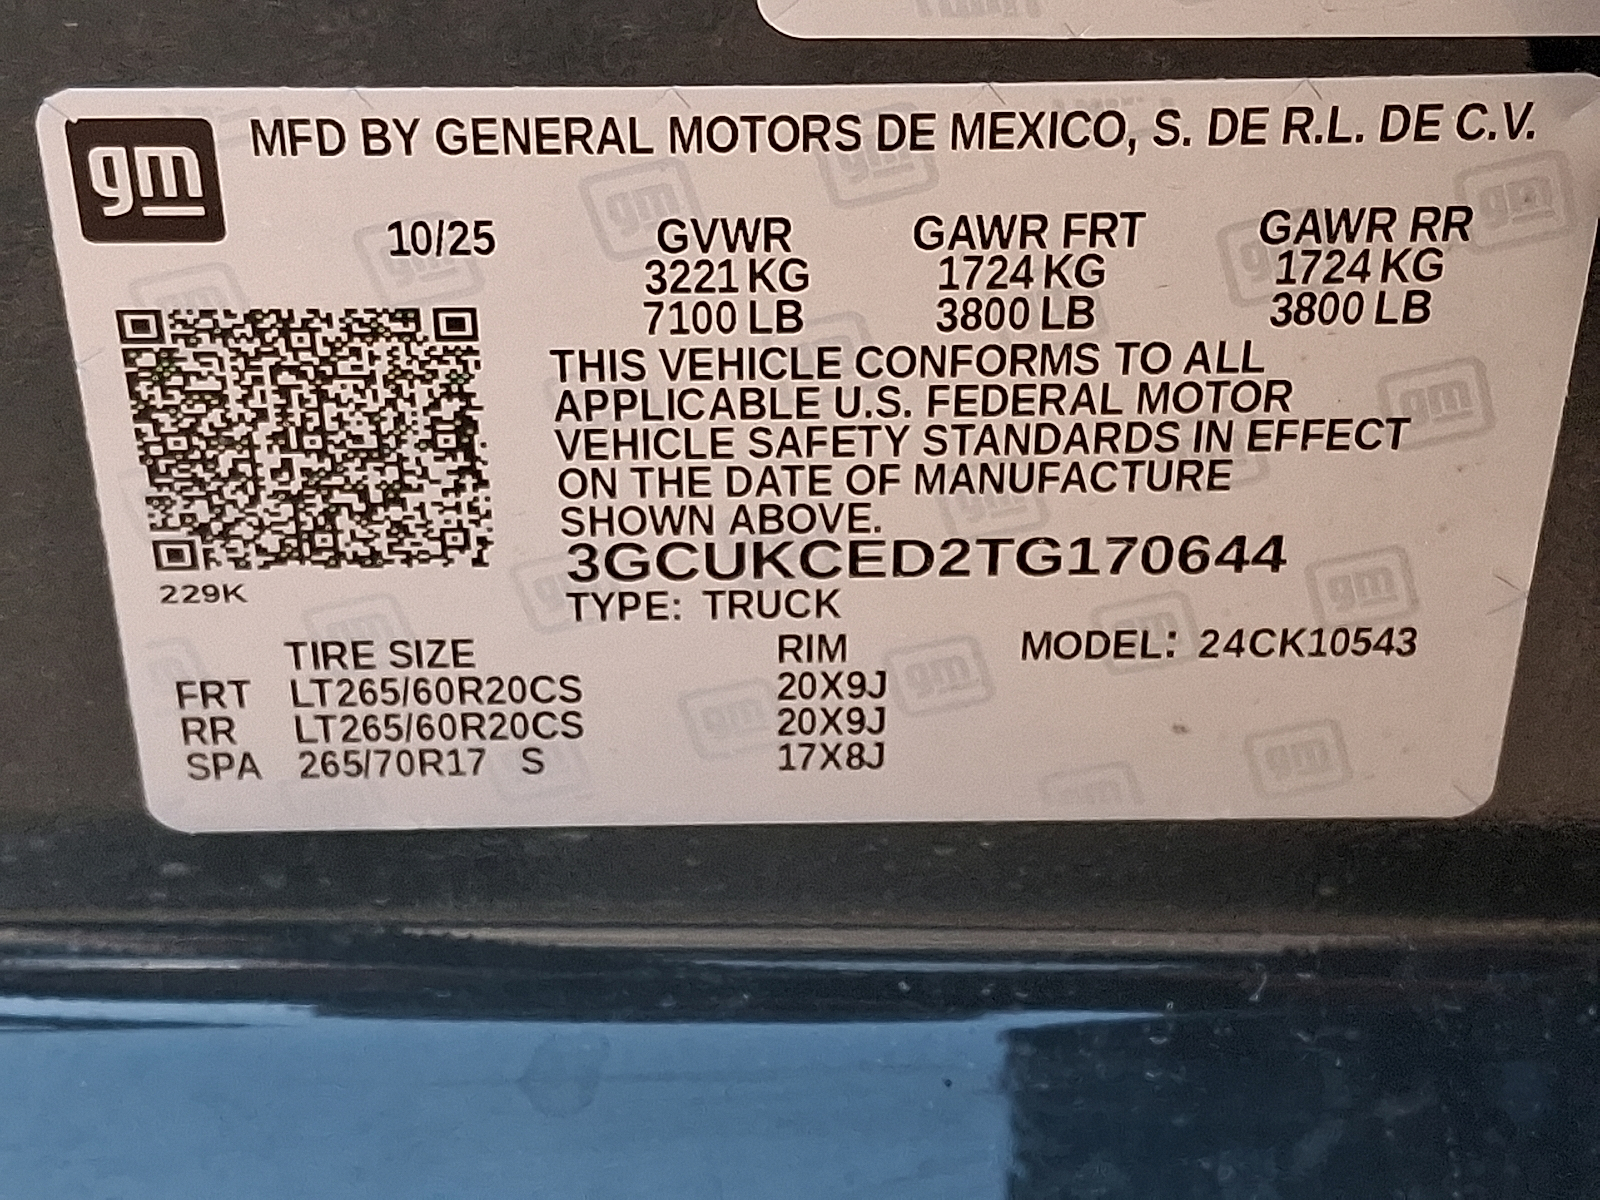 gm MFD BY GENERAL MOTORS DE MEXICO, S. DE R.L. DE C.V.
10/25 GVWR GAWR FRT GAWR RR
3221 KG 1724 KG 1724 KG
7100 LB 3800 LB 3800 LB
THIS VEHICLE CONFORMS TO ALL
APPLICABLE U.S. FEDERAL MOTOR
VEHICLE SAFETY STANDARDS IN EFFECT
ON THE DATE OF MANUFACTURE
SHOWN ABOVE.
3GCUKCED2TG170644
229K
TYPE: TRUCK
TIRE SIZE RIM MODEL: 24CK10543
FRT LT265/60R20CS 20X9J
RR LT265/60R20CS 20X9J
SPA 265/70R17 S 17X8J